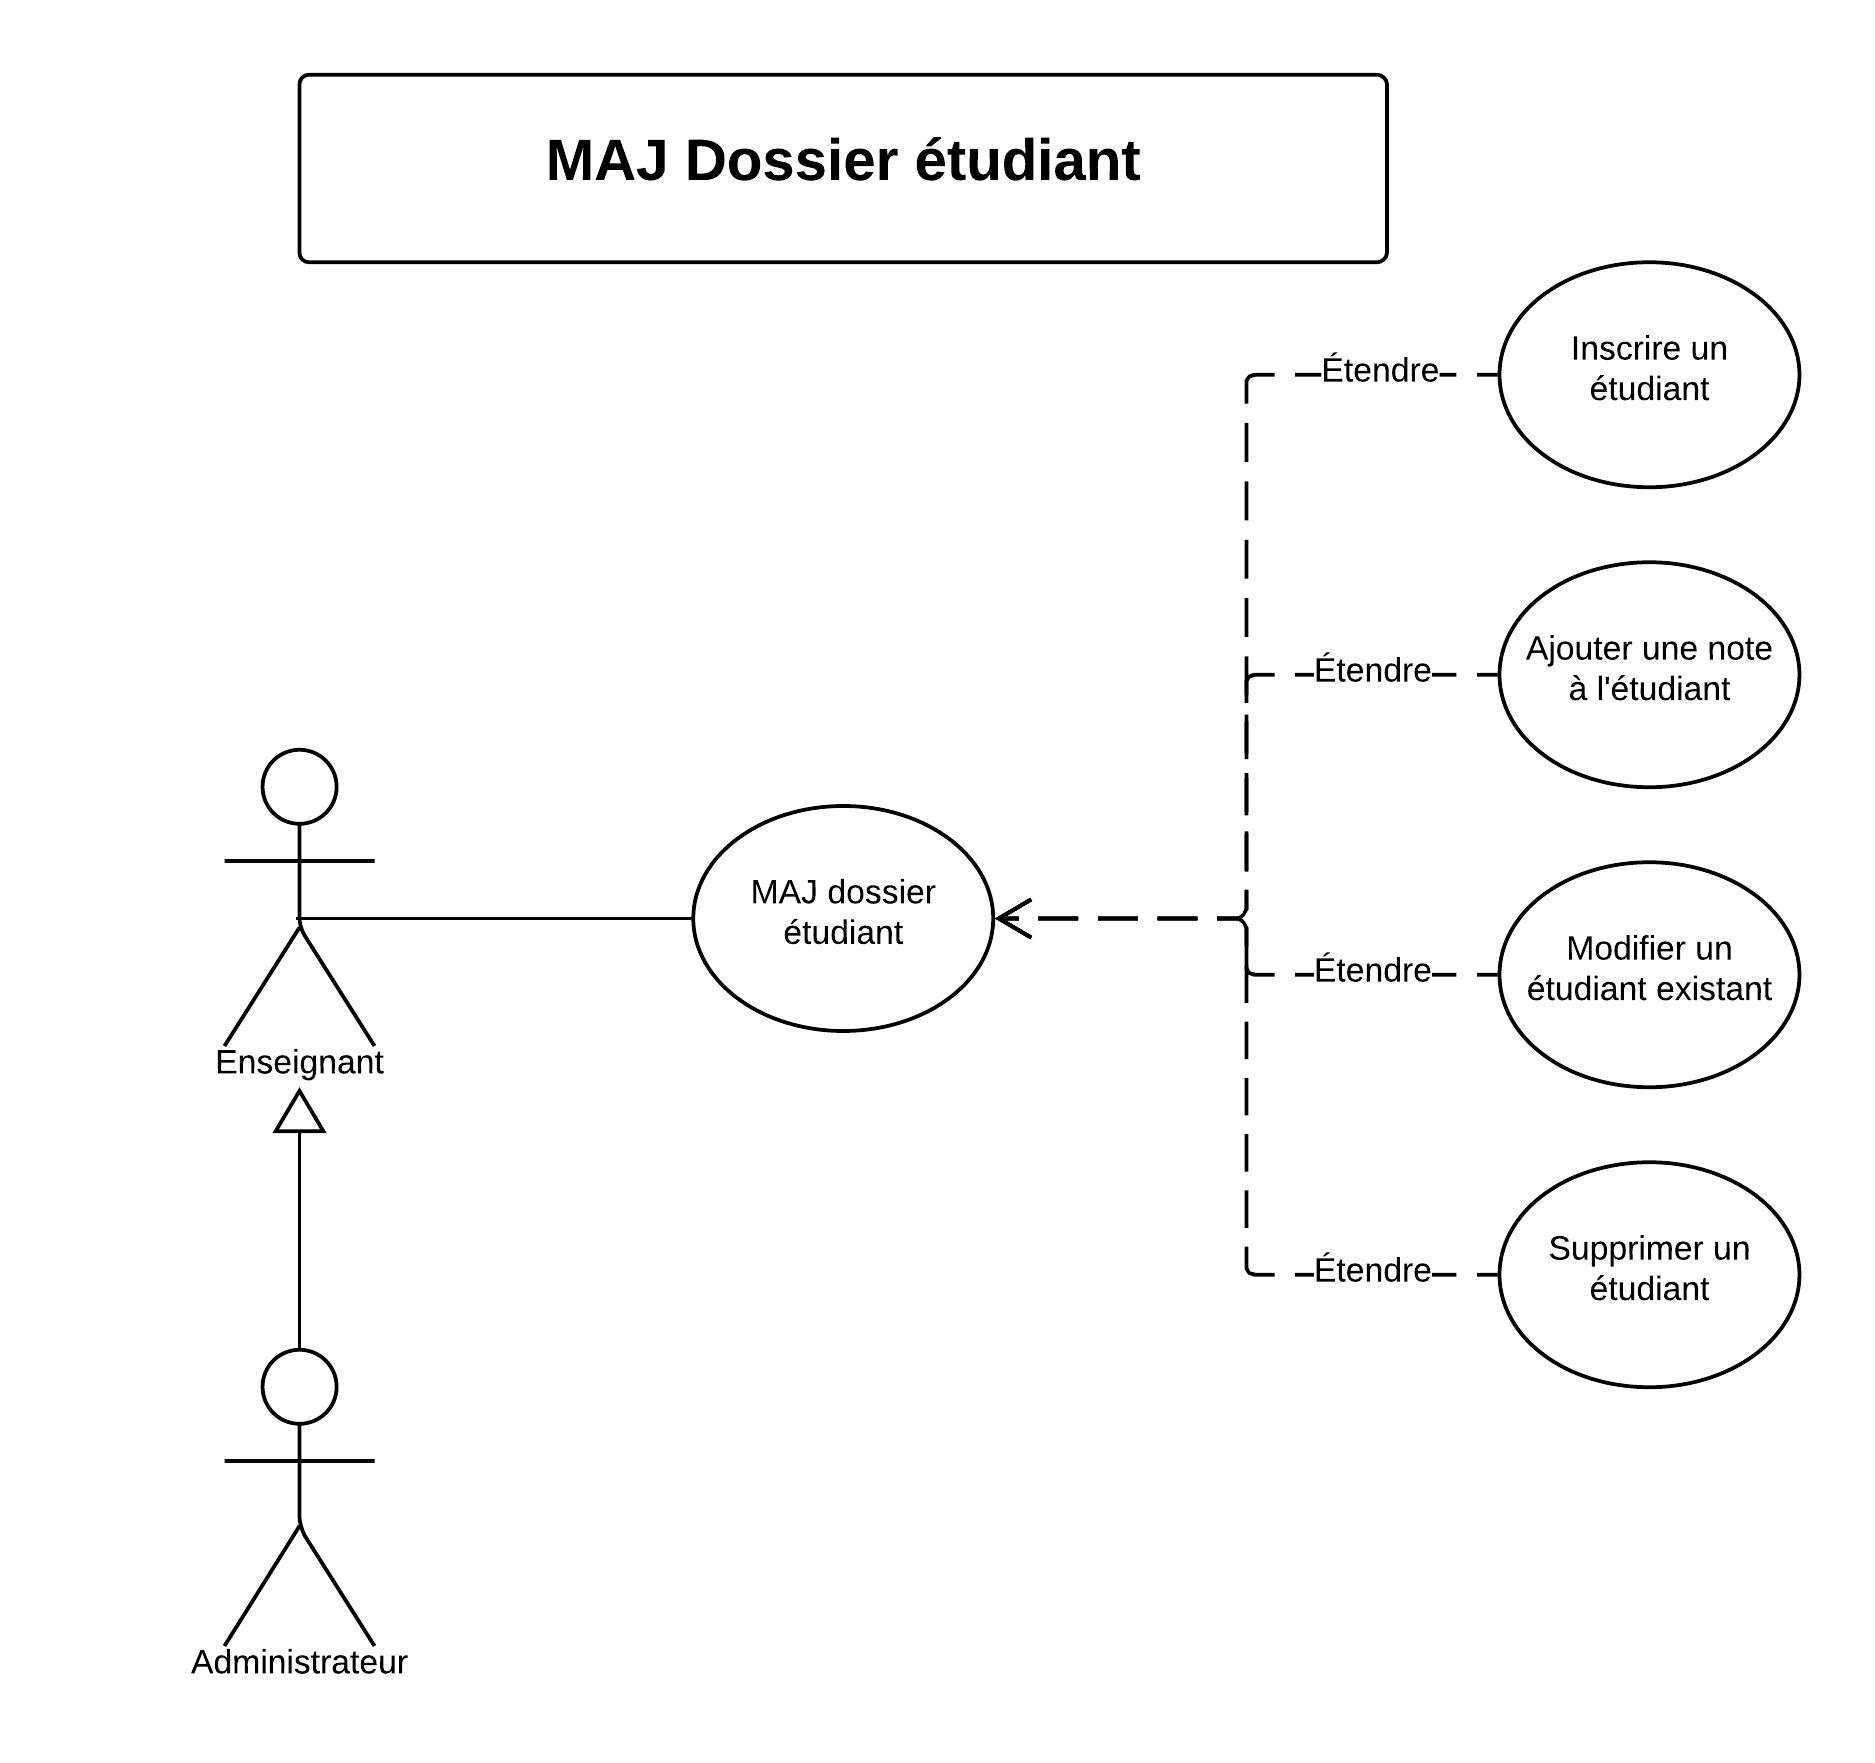 MAJ Dossier étudiant
Étendre
Inscrire un
étudiant
Étendre
Ajouter une note
à l'étudiant
MAJ dossier
étudiant
Étendre
Modifier un
étudiant existant
Enseignant
Étendre
Supprimer un
étudiant
Administrateur